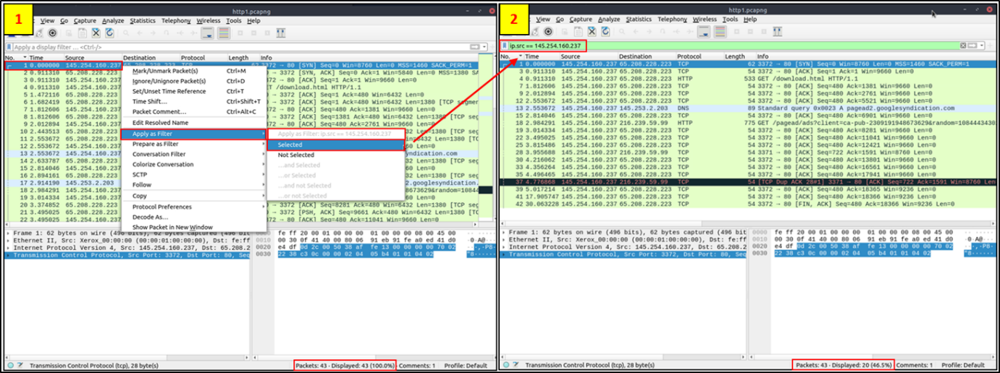 1
http1.pcapng
View Go Capture Analyze Statistics Telephony Wireless Tools Help
Apply a display filter ... <Ctrl-/>
No. Time Source Destination Protocol Length Info
1 0.000000 145.254.160.237 65.208.228.223 TCP 62 3372 → 80 [SYN] Seq=0 Win=8760 Len=0 MSS=1460 SA
2 0.911310 65.208.228.223 [SYN, ACK] Seq=0 Ack=1 Win=5840 Len=0 MSS=1380 SA
3 0.911310 145.254.160.237 3372 → 80 [ACK] Seq=1 Ack=1 Win=9660 Len=0
4 0.911310 145.254.160.237 GET /download.html HTTP/1.1
5 1.472116 65.208.228.223 3372 [ACK] Seq=1 Ack=480 Win=6432 Len=0
6 1.682419 65.208.228.223 3372 [ACK] Seq=1 Ack=480 Win=6432 Len=1380 [TCP segmen
7 1.812606 145.254.160.237 80 [ACK] Seq=480 Ack=1381 Win=9660 Len=0
8 1.812606 65.208.228.223 3372 [ACK] Seq=1381 Ack=480 Win=6432 Len=1380 [TCP seg
9 2.012894 145.254.160.237 80 [ACK] Seq=480 Ack=2761 Win=9660 Len=0
10 2.443513 65.208.228.223
11 2.553672 65.208.228.223
12 2.553672 145.254.160.237
13 2.553672 145.254.160.237 yndication.com
14 2.633787 65.208.228.223 =6432 Len=1380 [TCP
15 2.814046 145.254.160.237
16 2.894161 65.208.228.223
17 2.914190 145.253.2.203 2.googlesyndication
18 2.984291 145.254.160.237 8673629&random=10844
19 3.014334 145.254.160.237
20 3.374852 65.208.228.223 3372 [ACK] Seq=8281 Ack=480 Win=6432 Len=1380 [TCP
21 3.495025 65.208.228.223 3372 [PSH, ACK] Seq=9661 Ack=480 Win=6432 Len=1380 [T
22 3.495025 145.254.160.237 80 [ACK] Seq=480 Ack=11041 Win=9660 Len=0
Mark/Unmark Packet(s) Ctrl+M
Ignore/Unignore Packet(s) Ctrl+D
Set/Unset Time Reference Ctrl+T
Time Shift... Ctrl+Shift+T
Packet Comment... Ctrl+Alt+C
Edit Resolved Name
Apply as Filter
Prepare as Filter
Conversation Filter
Colorize Conversation
SCTP
Follow
Copy
Protocol Preferences
Decode As...
Show Packet in New Window
Apply as Filter: ip.src == 145.254.160.237
Selected
Not Selected
...and Selected
...or Selected
...and not Selected
...or not Selected
Frame 1: 62 bytes on wire (496 bits), 62 bytes captured (496 bit
Ethernet II, Src: Xerox_00:00:00 (00:00:01:00:00:00), Dst: fe:ff
Internet Protocol Version 4, Src: 145.254.160.237, Dst: 65.208.2
Transmission Control Protocol, Src Port: 3372, Dst Port: 80, Seq
0000 fe ff 20 00 01 00 00 00 01 00 00 00 08 00 45 00
0010 00 30 0f 41 40 00 80 06 91 eb 91 fe a0 ed 41 d0
0020 e4 df 0d 2c 00 50 38 af fe 13 00 00 00 00 70 02
0030 22 38 c3 0c 00 00 02 04 05 b4 01 01 04 02
Transmission Control Protocol (tcp), 28 byte(s)
Packets: 43 · Displayed: 43 (100.0%) Comments: 1 Profile: Default
2
http1.pcapng
View Go Capture Analyze Statistics Telephony Wireless Tools Help
ip.src == 145.254.160.237
No. Time Source Destination Protocol Length Info
1 0.000000 145.254.160.237 65.208.228.223 TCP 62 3372 → 80 [SYN] Seq=0 Win=8760 Len=0 MSS=1460 SACK_PERM=1
3 0.911310 145.254.160.237 65.208.228.223 TCP 54 3372 → 80 [ACK] Seq=1 Ack=1 Win=9660 Len=0
4 0.911310 145.254.160.237 65.208.228.223 HTTP 533 GET /download.html HTTP/1.1
7 1.812606 145.254.160.237 65.208.228.223 TCP 54 3372 → 80 [ACK] Seq=480 Ack=1381 Win=9660 Len=0
9 2.012894 145.254.160.237 65.208.228.223 TCP 54 3372 → 80 [ACK] Seq=480 Ack=2761 Win=9660 Len=0
12 2.553672 145.254.160.237 65.208.228.223 TCP 54 3372 → 80 [ACK] Seq=480 Ack=5521 Win=9660 Len=0
13 2.553672 145.254.160.237 145.253.2.203 DNS 89 Standard query 0x0023 A pagead2.googlesyndication.com
15 2.814046 145.254.160.237 65.208.228.223 TCP 54 3372 → 80 [ACK] Seq=480 Ack=6901 Win=9660 Len=0
18 2.984291 145.254.160.237 216.239.59.99 HTTP 775 GET /pagead/ads?client=ca-pub-2309191948673629&random=1084443430
19 3.014334 145.254.160.237 65.208.228.223 TCP 54 3372 → 80 [ACK] Seq=480 Ack=8281 Win=9660 Len=0
22 3.495025 145.254.160.237 65.208.228.223 TCP 54 3372 → 80 [ACK] Seq=480 Ack=11041 Win=9660 Len=0
25 3.815486 145.254.160.237 65.208.228.223 TCP 54 3372 → 80 [ACK] Seq=480 Ack=12421 Win=9660 Len=0
28 3.955688 145.254.160.237 216.239.59.99 TCP 54 3371 → 80 [ACK] Seq=722 Ack=1591 Win=8760 Len=0
30 4.216062 145.254.160.237 65.208.228.223 TCP 54 3372 → 80 [ACK] Seq=480 Ack=13801 Win=9660 Len=0
33 4.356264 145.254.160.237 65.208.228.223 TCP 54 3372 → 80 [ACK] Seq=480 Ack=16561 Win=9660 Len=0
35 4.496465 145.254.160.237 65.208.228.223 TCP 54 3372 → 80 [ACK] Seq=480 Ack=17941 Win=9660 Len=0
37 4.776868 145.254.160.237 216.239.59.99 TCP 54 [TCP Dup ACK 28#1] 3371 → 80 [ACK] Seq=722 Ack=1591 Win=8760 Len
39 5.017214 145.254.160.237 65.208.228.223 TCP 54 3372 → 80 [ACK] Seq=480 Ack=18365 Win=9236 Len=0
41 17.905747 145.254.160.237 65.208.228.223 TCP 54 3372 → 80 [ACK] Seq=480 Ack=18366 Win=9236 Len=0
42 30.063228 145.254.160.237 65.208.228.223 TCP 54 3372 → 80 [FIN, ACK] Seq=480 Ack=18366 Win=9236 Len=0
Frame 1: 62 bytes on wire (496 bits), 62 bytes captured (496 bit
Ethernet II, Src: Xerox_00:00:00 (00:00:01:00:00:00), Dst: fe:ff
Internet Protocol Version 4, Src: 145.254.160.237, Dst: 65.208.2
Transmission Control Protocol, Src Port: 3372, Dst Port: 80, Seq
0000 fe ff 20 00 01 00 00 00 01 00 00 00 08 00 45 00
0010 00 30 0f 41 40 00 80 06 91 eb 91 fe a0 ed 41 d0
0020 e4 df 0d 2c 00 50 38 af fe 13 00 00 00 00 70 02
0030 22 38 c3 0c 00 00 02 04 05 b4 01 01 04 02
Transmission Control Protocol (tcp), 28 byte(s)
Packets: 43 · Displayed: 20 (46.5%) Comments: 1 Profile: Default